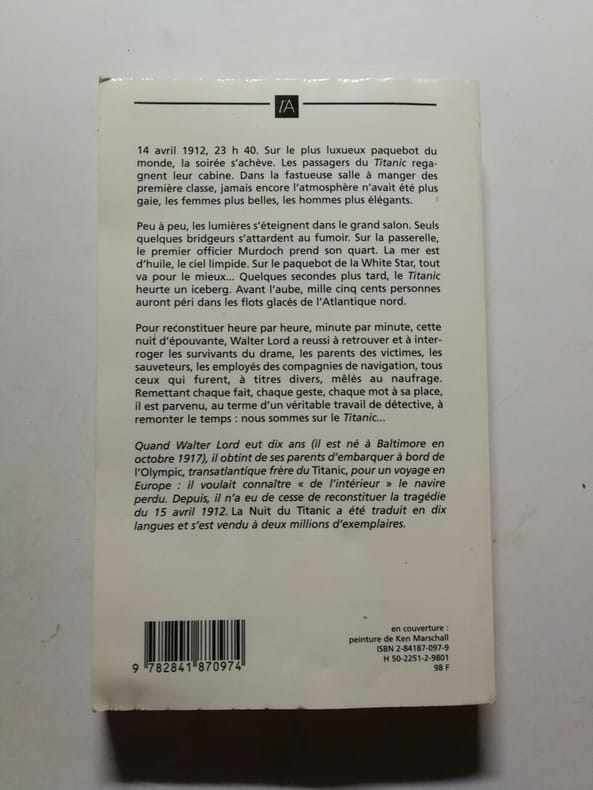 lA
14 avril 1912, 23 h 40. Sur le plus luxueux paquebot du
monde, la soirée s'achève. Les passagers du Titanic rega-
gnent leur cabine. Dans la fastueuse salle à manger des
première classe, jamais encore l'atmosphère n'avait été plus
gaie, les femmes plus belles, les hommes plus élégants.
Peu à peu, les lumières s'éteignent dans le grand salon. Seuls
quelques bridgeurs s'attardent au fumoir. Sur la passerelle,
le premier officier Murdoch prend son quart. La mer est
d'huile, le ciel limpide. Sur le paquebot de la White Star, tout
va pour le mieux... Quelques secondes plus tard, le Titanic
heurte un iceberg. Avant l'aube, mille cinq cents personnes
auront péri dans les flots glacés de l'Atlantique nord.
Pour reconstituer heure par heure, minute par minute, cette
nuit d'épouvante, Walter Lord a reussi à retrouver et à inter-
roger les survivants du drame, les parents des victimes, les
sauveteurs, les employés des compagnies de navigation, tous
ceux qui furent, à titres divers, mêlés au naufrage.
Remettant chaque fait, chaque geste, chaque mot à sa place,
il est parvenu, au terme d'un véritable travail de détective, à
remonter le temps : nous sommes sur le Titanic...
Quand Walter Lord eut dix ans (il est né à Baltimore en
octobre 1917), il obtint de ses parents d'embarquer à bord de
l'Olympic, transatlantique frère du Titanic, pour un voyage en
Europe : il voulait connaître « de l'intérieur » le navire
perdu. Depuis, il n'a eu de cesse de reconstituer la tragédie
du 15 avril 1912. La Nuit du Titanic a été traduit en dix
langues et s'est vendu à deux millions d'exemplaires.
en couverture :
peinture de Ken Marschall
ISBN 2-84187-097-9
H 50-2251-2-9801
98 F
9 782841 870974